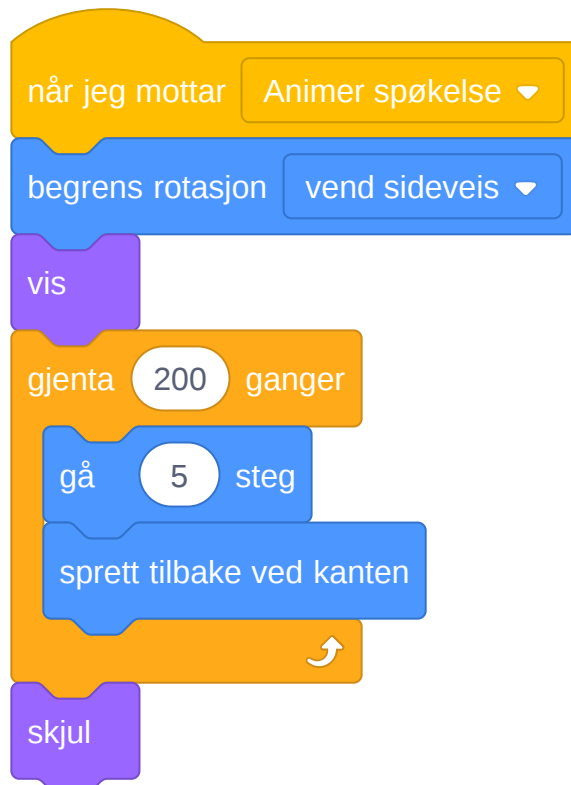 når jeg mottar Animer spøkelse
begrens rotasjon vend sideveis
vis
gjenta 200 ganger
gå 5 steg
sprett tilbake ved kanten
skjul